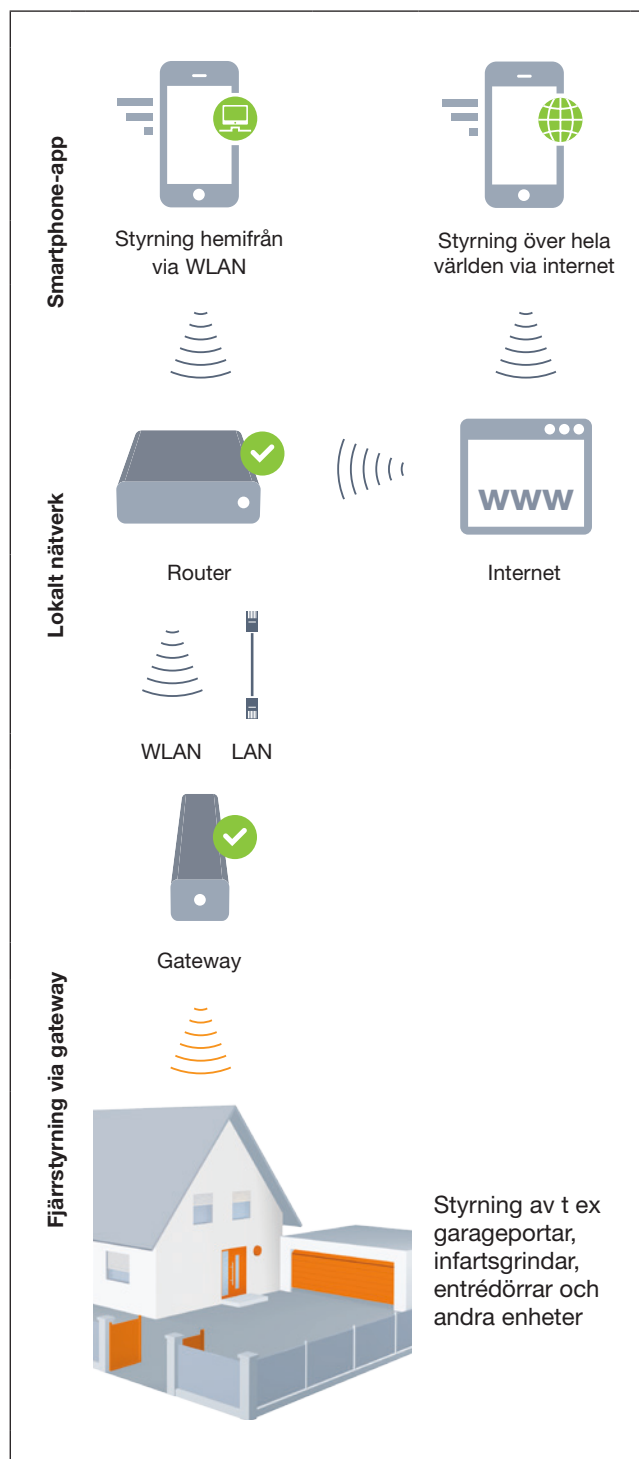 Smartphone-app
Styrning hemifrån
via WLAN
Styrning över hela
världen via internet
Lokalt nätverk
www
Router
Internet
WLAN
LAN
Gateway
Fjärrstyrning via gateway
Styrning av t ex
garageportar,
infartsgrindar,
entrédörrar och
andra enheter